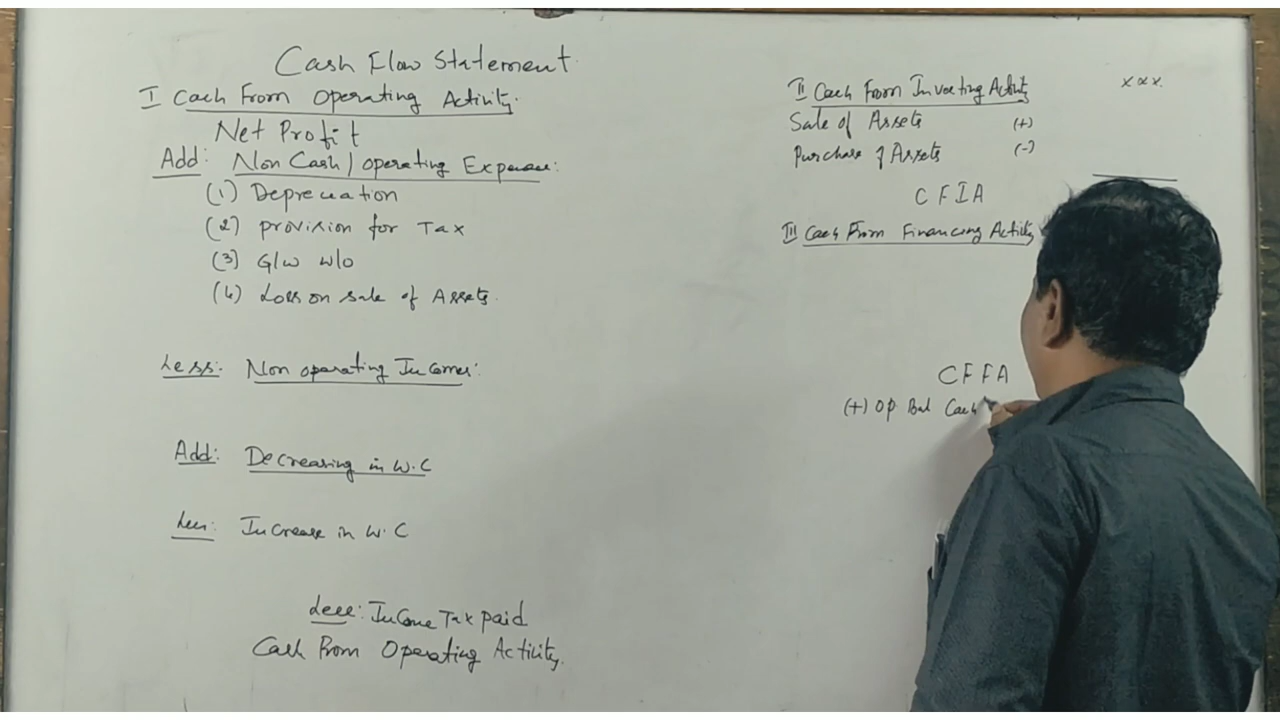 Cash Flow Statement
I Cash From Operating Activity.
Net Profit
Add: Non Cash/operating Expense:
(1) Depreciation
(2) provision for Tax
(3) G/w w/o
(4) Loss on sale of Assets.
Less: Non operating Incomes:
Add: Decreasing in W.C
Less: Increase in W.C
Less: Income Tax paid
Cash From Operating Activity.
II Cash From Investing Activity xxx.
Sale of Assets (+)
Purchase of Assets (-)
CFIA
III Cash From Financing Activity
CFFA
(+) Op Bal Cash